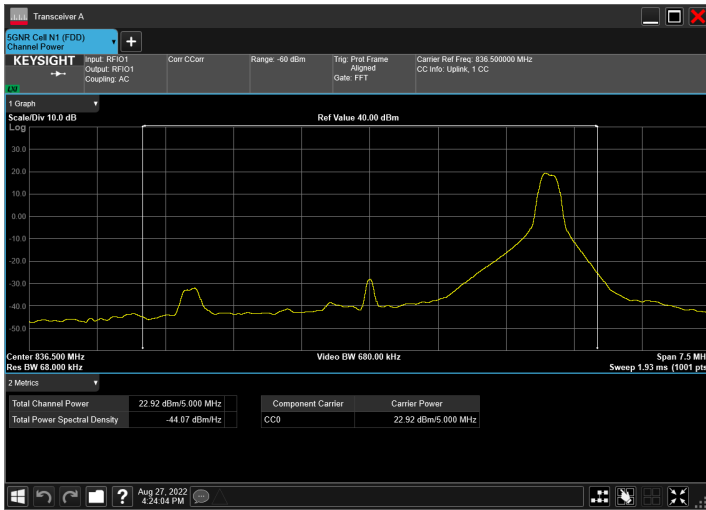 Transceiver A
5GNR Cell N1 (FDD)
Channel Power
KEYSIGHT
LXI
Input: RFIO1
Output: RFIO1
Coupling: AC
Corr CCorr
Range: -60 dBm
Trig: Prot Frame
Aligned
Gate: FFT
Carrier Ref Freq: 836.500000 MHz
CC Info: Uplink, 1 CC
1 Graph
Scale/Div 10.0 dB
Ref Value 40.00 dBm
Log
30.0
20.0
10.0
0.00
-10.0
-20.0
-30.0
-40.0
-50.0
Center 836.500 MHz
Video BW 680.00 kHz
Span 7.5 MH
Res BW 68.000 kHz
Sweep 1.93 ms (1001 pts
2 Metrics
Total Channel Power 22.92 dBm/5.000 MHz
Total Power Spectral Density -44.07 dBm/Hz
Component Carrier Carrier Power
CC0 22.92 dBm/5.000 MHz
?
Aug 27, 2022
4:24:04 PM